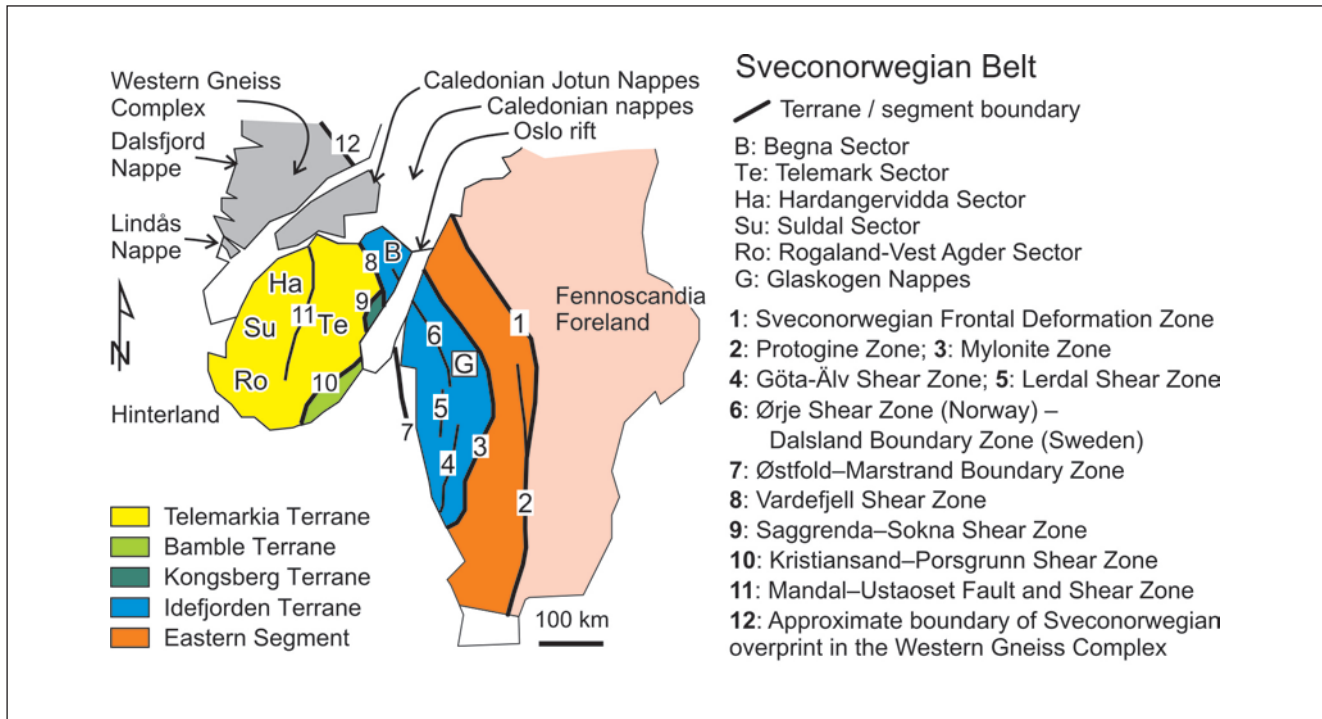 Western Gneiss
Complex
Dalsfjord
Nappe
Lindås
Nappe
Caledonian Jotun Nappes
Caledonian nappes
Oslo rift
12
B
8
9
Ha
11
Te
Su
Ro
10
6
G
5
4
3
7
1
2
Fennoscandia
Foreland
N
Hinterland
Telemarkia Terrane
Bamble Terrane
Kongsberg Terrane
Idefjorden Terrane
Eastern Segment
100 km
Sveconorwegian Belt
Terrane / segment boundary
B: Begna Sector
Te: Telemark Sector
Ha: Hardangervidda Sector
Su: Suldal Sector
Ro: Rogaland-Vest Agder Sector
G: Glaskogen Nappes
1: Sveconorwegian Frontal Deformation Zone
2: Protogine Zone; 3: Mylonite Zone
4: Göta-Älv Shear Zone; 5: Lerdal Shear Zone
6: Ørje Shear Zone (Norway) –
Dalsland Boundary Zone (Sweden)
7: Østfold–Marstrand Boundary Zone
8: Vardefjell Shear Zone
9: Saggrenda–Sokna Shear Zone
10: Kristiansand–Porsgrunn Shear Zone
11: Mandal–Ustaoset Fault and Shear Zone
12: Approximate boundary of Sveconorwegian
overprint in the Western Gneiss Complex